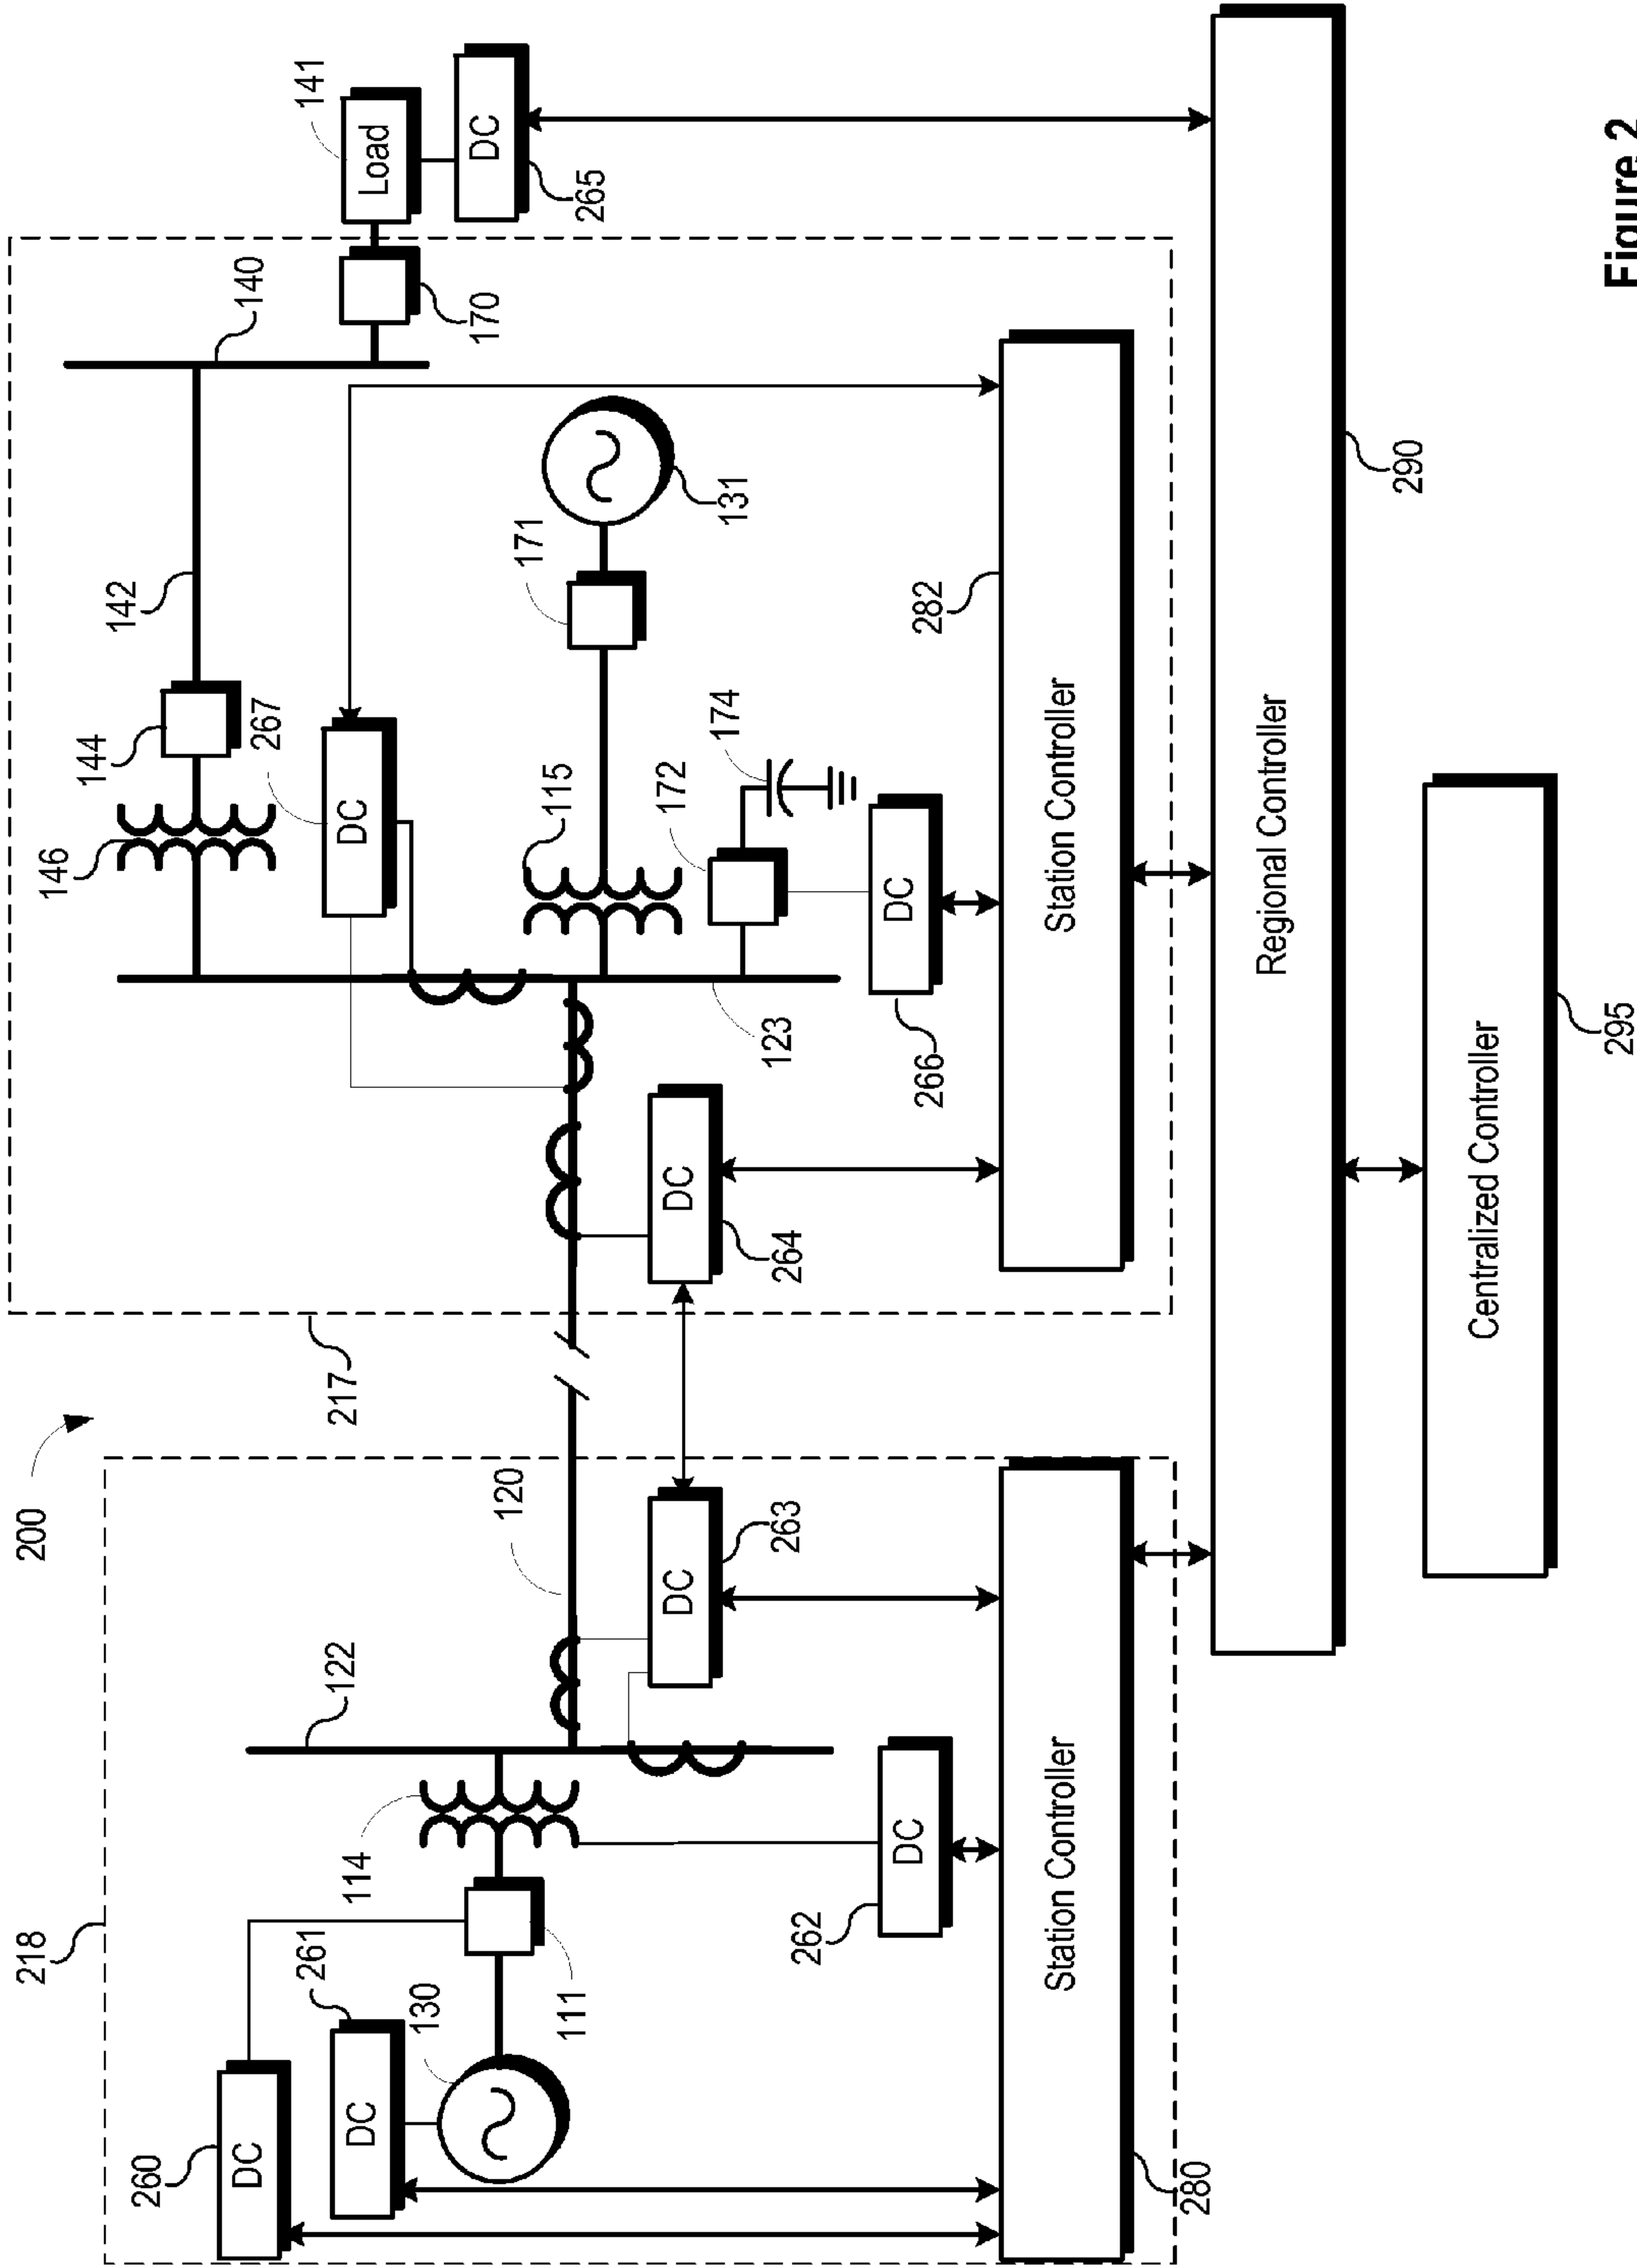 218
200
146
144
142
260
DC
140
267
261
141
122
217
114
DC
DC
Load
130
170
DC
120
171
115
111
265
172
DC
DC
174
131
263
264
123
262
DC
DC
266
282
Station Controller
Station Controller
280
Regional Controller
290
Centralized Controller
295
Figure 2